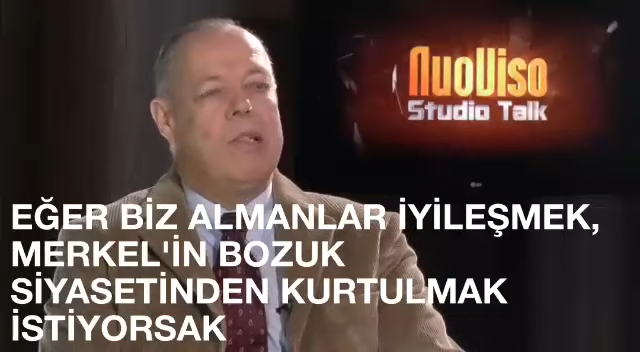 NuoViso
Studio Talk
EĞER BİZ ALMANLAR İYİLEŞMEK,
MERKEL'İN BOZUK
SİYASETİNDEN KURTULMAK
İSTİYORSAK